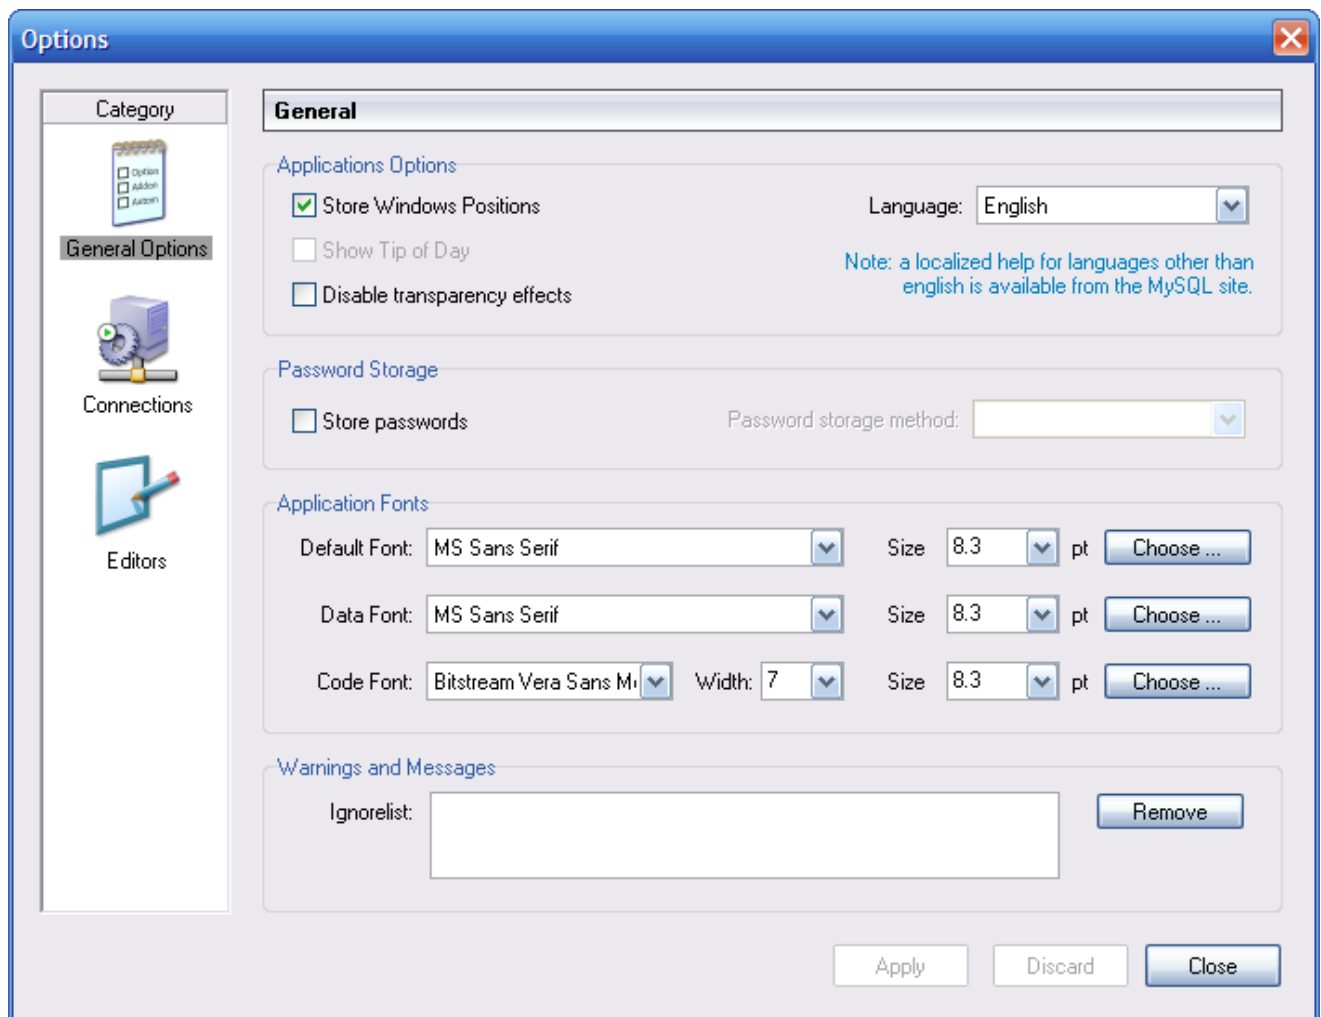 Options
Category
Option
Addon
General Options
Connections
Editors
General
Applications Options
Store Windows Positions
Language: English
Show Tip of Day
Note: a localized help for languages other than
english is available from the MySQL site.
Disable transparency effects
Password Storage
Store passwords
Password storage method:
Application Fonts
Default Font: MS Sans Serif Size 8.3 pt Choose ...
Data Font: MS Sans Serif Size 8.3 pt Choose ...
Code Font: Bitstream Vera Sans Width: 7 Size 8.3 pt Choose ...
Warnings and Messages
Ignorelist:
Remove
Apply Discard Close